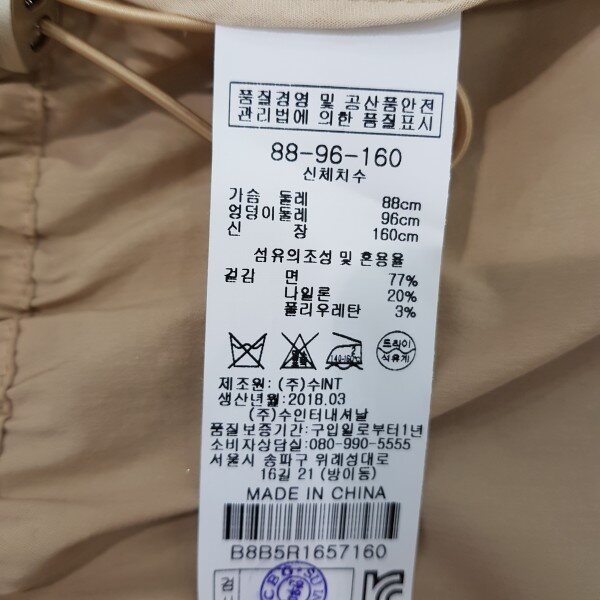 품질경영 및 공산품안전
관리법에 의한 품질표시
88-96-160
신체치수
가슴 둘레 88cm
엉덩이둘레 96cm
신 장 160cm
섬유의조성 및 혼용율
겉감 면 77%
나일론 20%
폴리우레탄 3%
140-160℃
드라이
석유계
제조원: (주)수INT
생산년월: 2018.03
(주)수인터내셔날
품질보증기간: 구입일로부터1년
소비자상담실: 080-990-5555
서울시 송파구 위례성대로
16길 21 (방이동)
MADE IN CHINA
B8B5R1657160
검